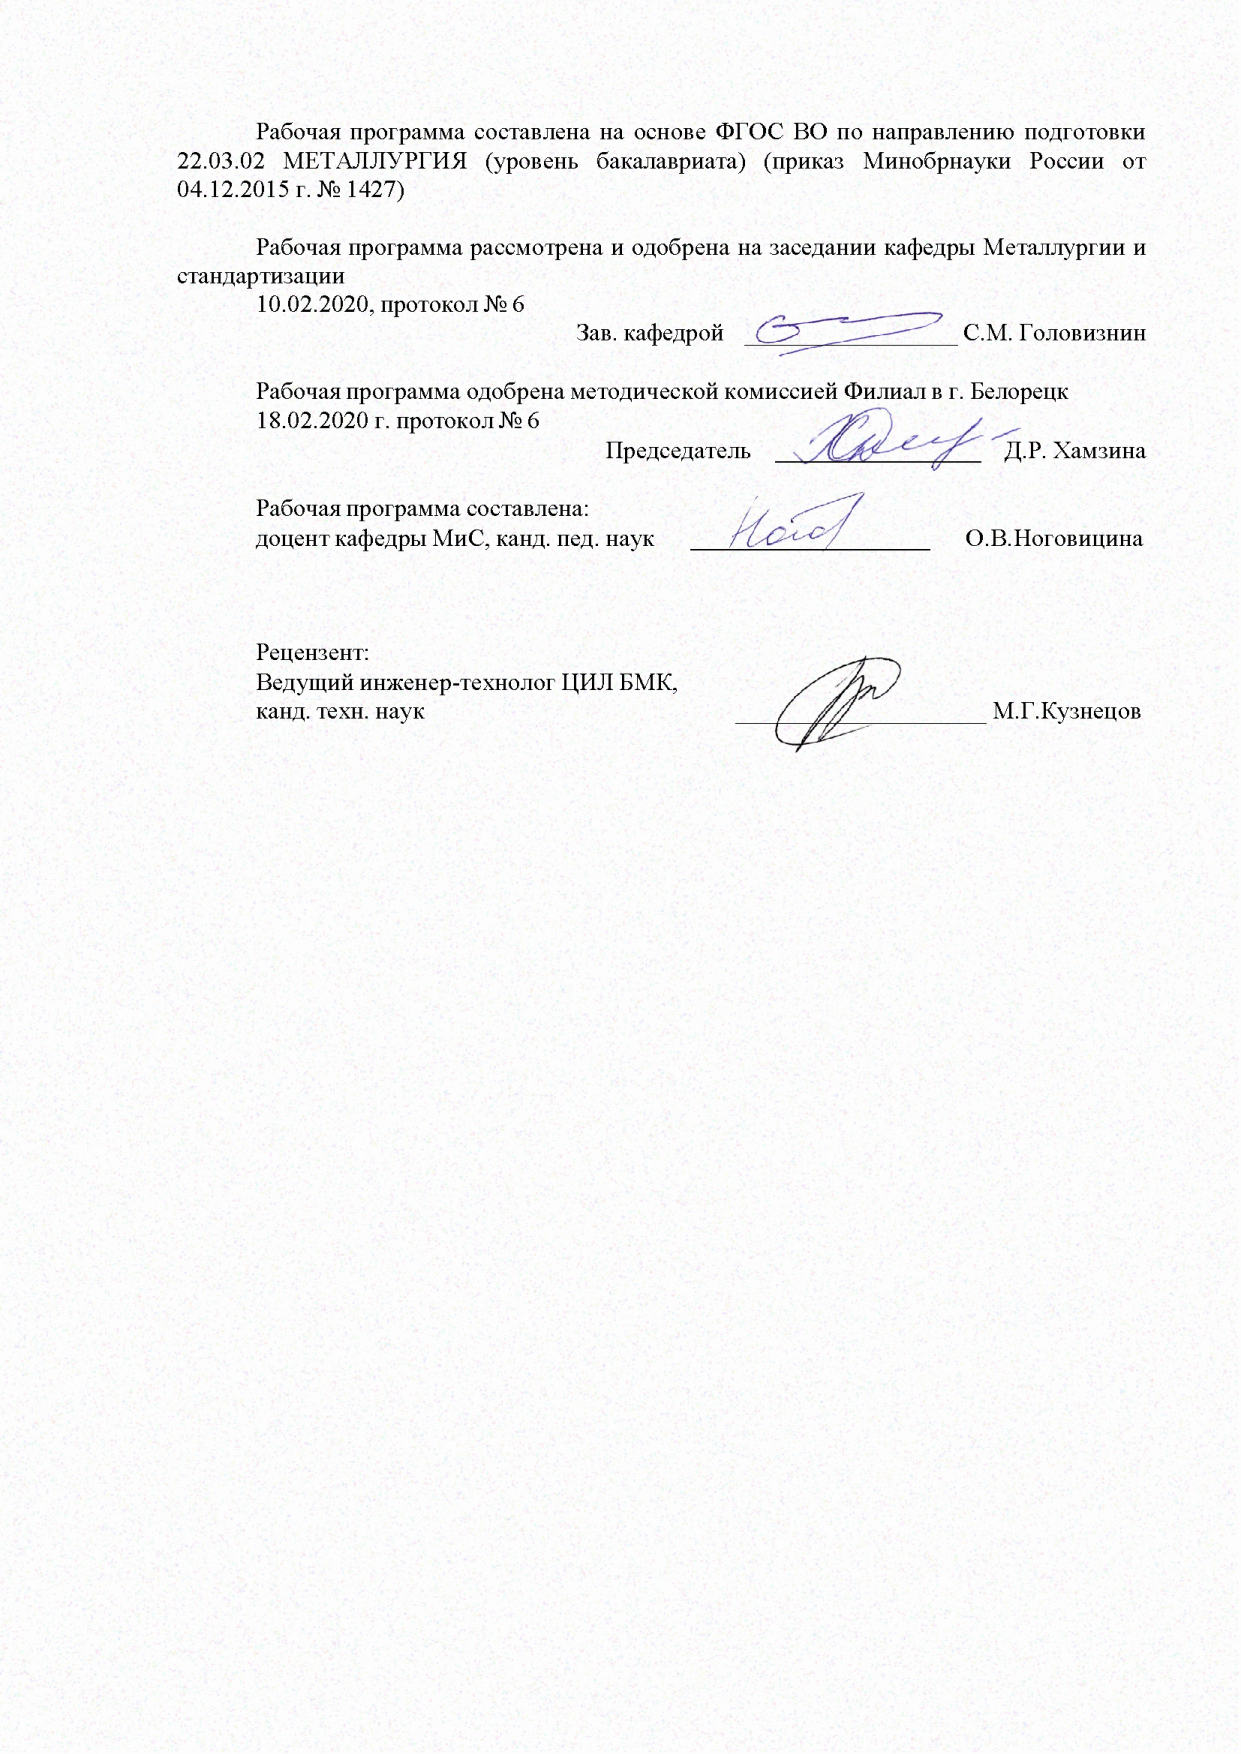 Рабочая программа составлена на основе ФГОС ВО по направлению подготовки
22.03.02 МЕТАЛЛУРГИЯ (уровень бакалавриата) (приказ Минобрнауки России от
04.12.2015 г. № 1427)
Рабочая программа рассмотрена и одобрена на заседании кафедры Металлургии и
стандартизации
10.02.2020, протокол № 6
Зав. кафедрой ___ С.М. Головизнин
Рабочая программа одобрена методической комиссией Филиал в г. Белорецк
18.02.2020 г. протокол № 6
Председатель ___ Д.Р. Хамзина
Рабочая программа составлена:
доцент кафедры МиС, канд. пед. наук ___ О.В.Ноговицина
Рецензент:
Ведущий инженер-технолог ЦИЛ БМК,
канд. техн. наук ___ М.Г.Кузнецов